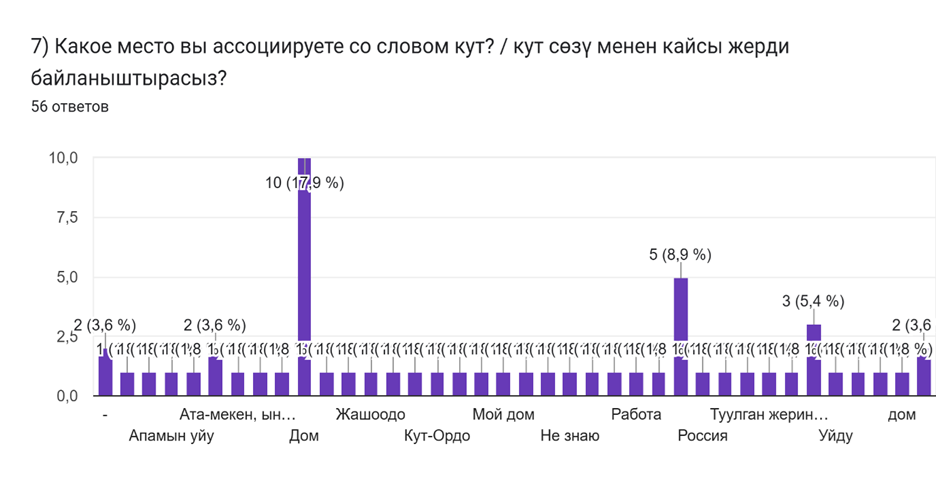 7) Какое место вы ассоциируете со словом кут? / кут сөзү менен кайсы жерди
байланыштырасыз?
56 ответов
10,0
10 (17,9 %)
7,5
5 (8,9 %)
5,0
3 (5,4 %)
2 (3,6 %)
2 (3,6 %)
2 (3,6
2,5
0,0
-
Ата-мекен, ын…
Жашоодо
Мой дом
Работа
Туулган жерин…
дом
Апамын уйу
Дом
Кут-Ордо
Не знаю
Россия
Уйду